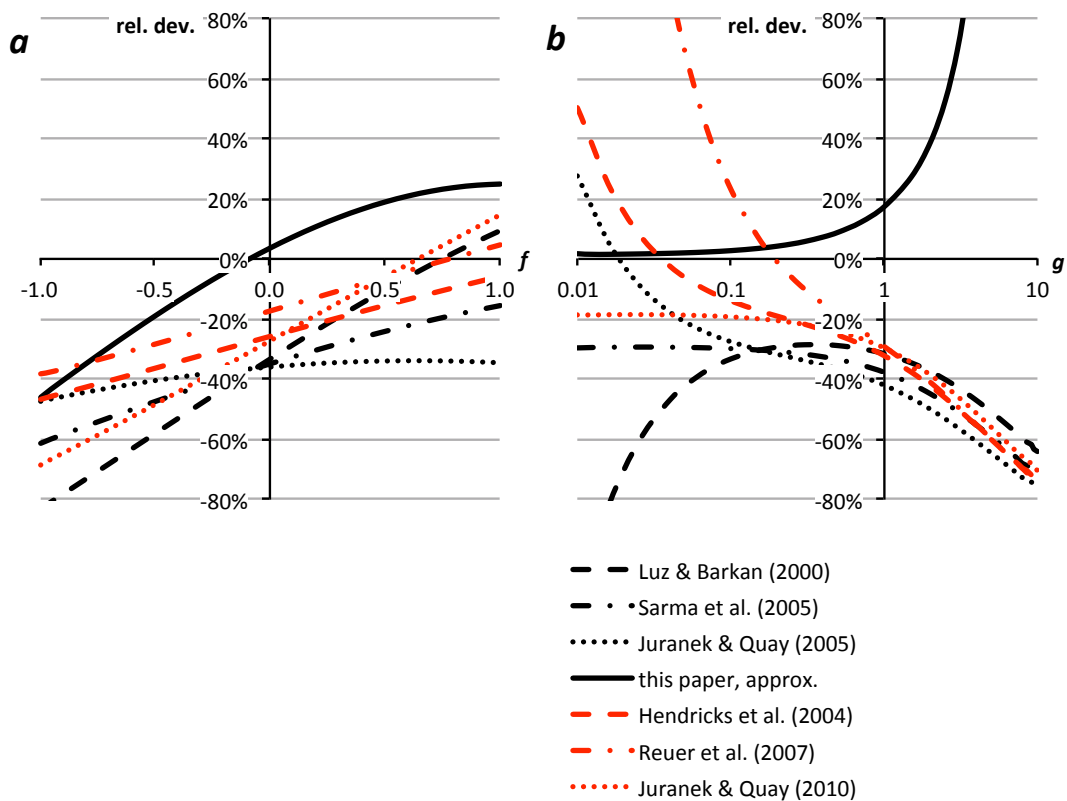 a
rel. dev.
80%
60%
40%
20%
0%
-20%
-40%
-60%
-80%
-1.0
-0.5
0.0
0.5
1.0
f
b
rel. dev.
80%
60%
40%
20%
0%
-20%
-40%
-60%
-80%
0.01
0.1
1
10
g
Luz & Barkan (2000)
Sarma et al. (2005)
Juranek & Quay (2005)
this paper, approx.
Hendricks et al. (2004)
Reuer et al. (2007)
Juranek & Quay (2010)